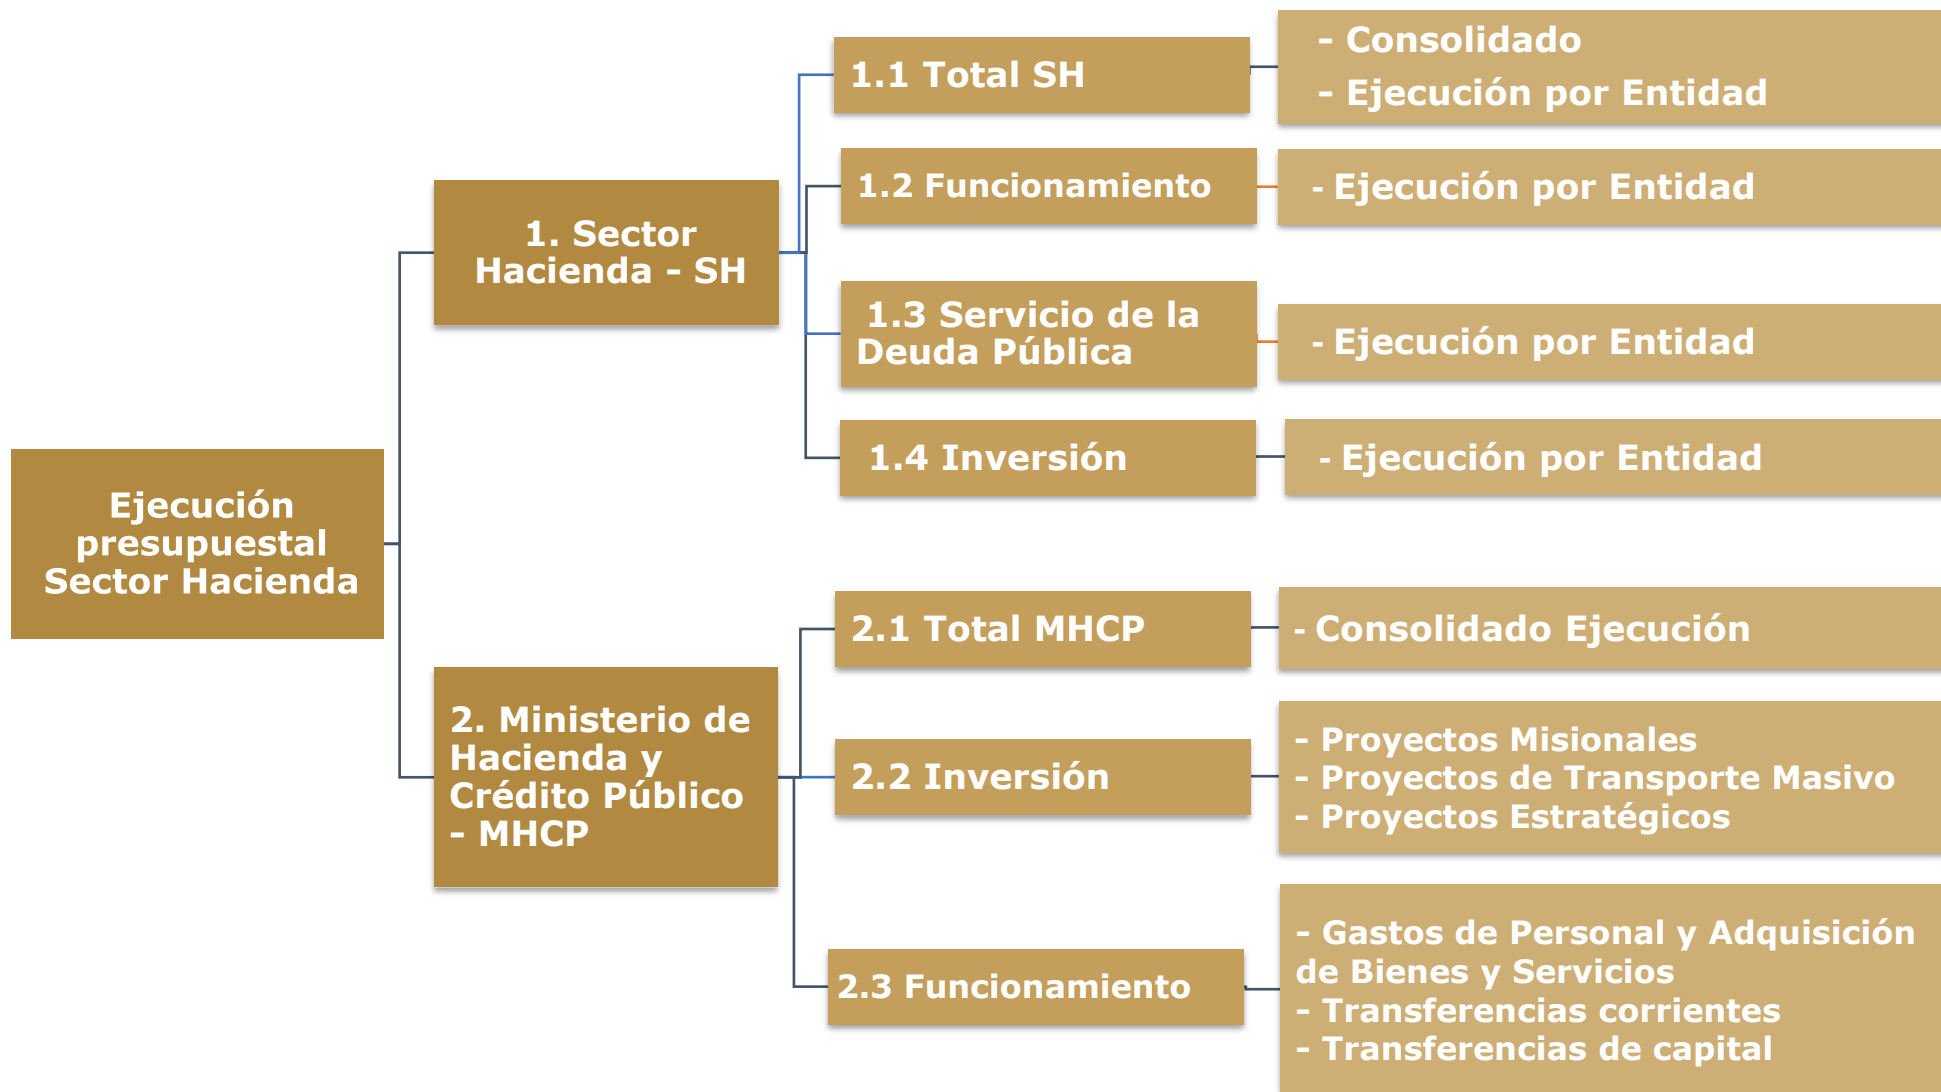 Ejecución
presupuestal
Sector Hacienda
1. Sector
Hacienda – SH
1.1 Total SH
– Consolidado
– Ejecución por Entidad
1.2 Funcionamiento
- Ejecución por Entidad
1.3 Servicio de la
Deuda Pública
- Ejecución por Entidad
1.4 Inversión
- Ejecución por Entidad
2. Ministerio de
Hacienda y
Crédito Público
– MHCP
2.1 Total MHCP
- Consolidado Ejecución
2.2 Inversión
– Proyectos Misionales
– Proyectos de Transporte Masivo
– Proyectos Estratégicos
2.3 Funcionamiento
– Gastos de Personal y Adquisición
de Bienes y Servicios
– Transferencias corrientes
– Transferencias de capital